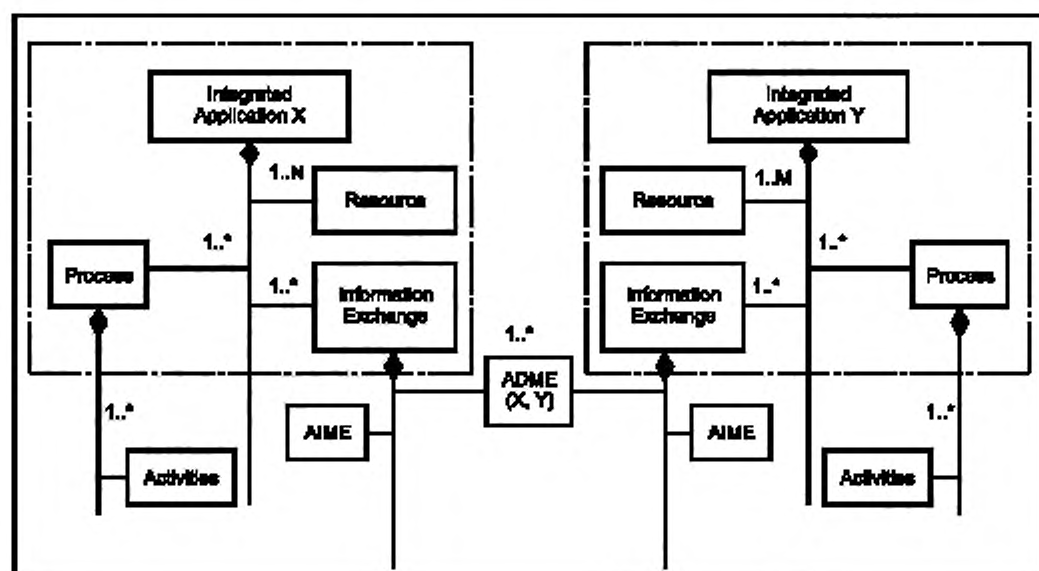 Integrated
Application X
1..N
Resource
1..*
Process
1..*
Information
Exchange
1..*
Activities
AIME
1..*
ADME
(X, Y)
Integrated
Application Y
1..M
Resource
1..*
Process
1..*
Information
Exchange
AIME
1..*
Activities